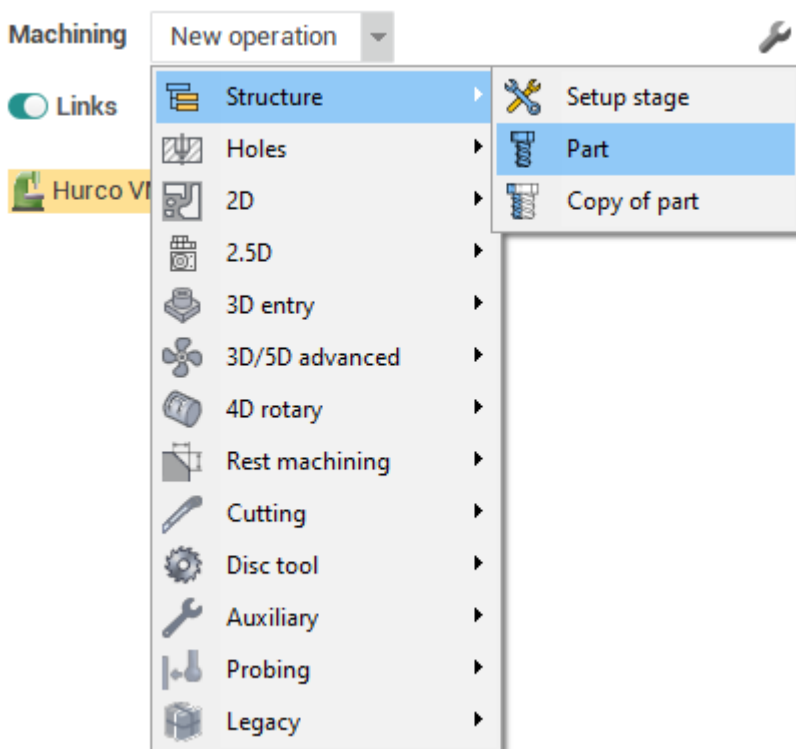 Machining New operation
Links
Structure
Holes
2D
2.5D
3D entry
3D/5D advanced
4D rotary
Rest machining
Cutting
Disc tool
Auxiliary
Probing
Legacy
Setup stage
Part
Copy of part
Hurco